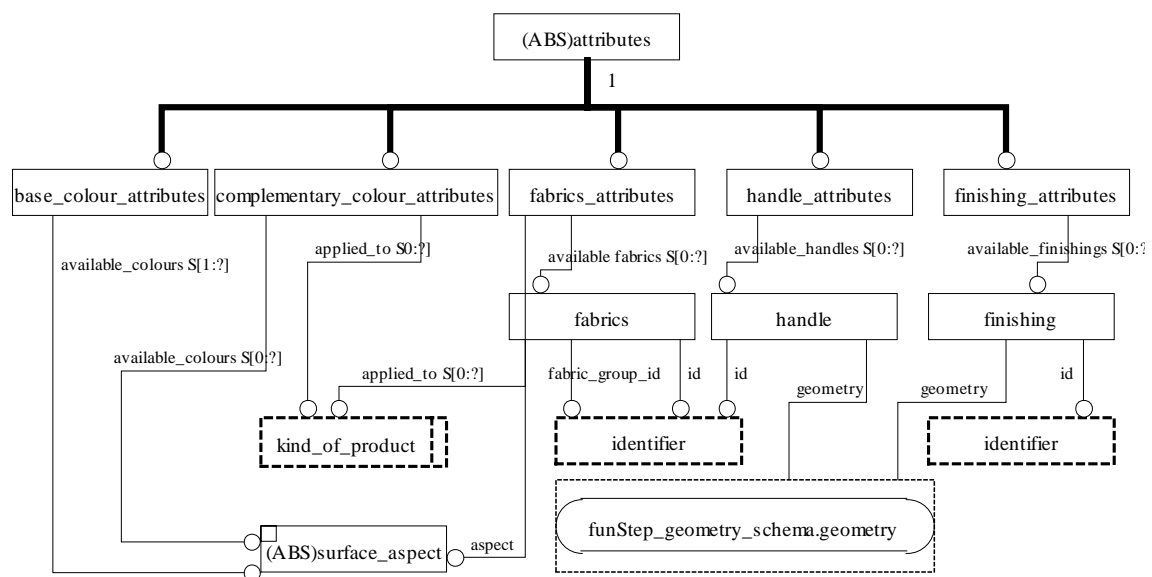 (ABS)attributes
1
base_colour_attributes
complementary_colour_attributes
fabrics_attributes
handle_attributes
finishing_attributes
available_colours S[1:?]
applied_to S0:?]
available fabrics S[0:?]
available_handles S[0:?]
available_finishings S[0:?
fabrics
handle
finishing
available_colours S[0:?]
applied_to S[0:?]
fabric_group_id
id
id
geometry
geometry
id
kind_of_product
identifier
identifier
funStep_geometry_schema.geometry
(ABS)surface_aspect
aspect